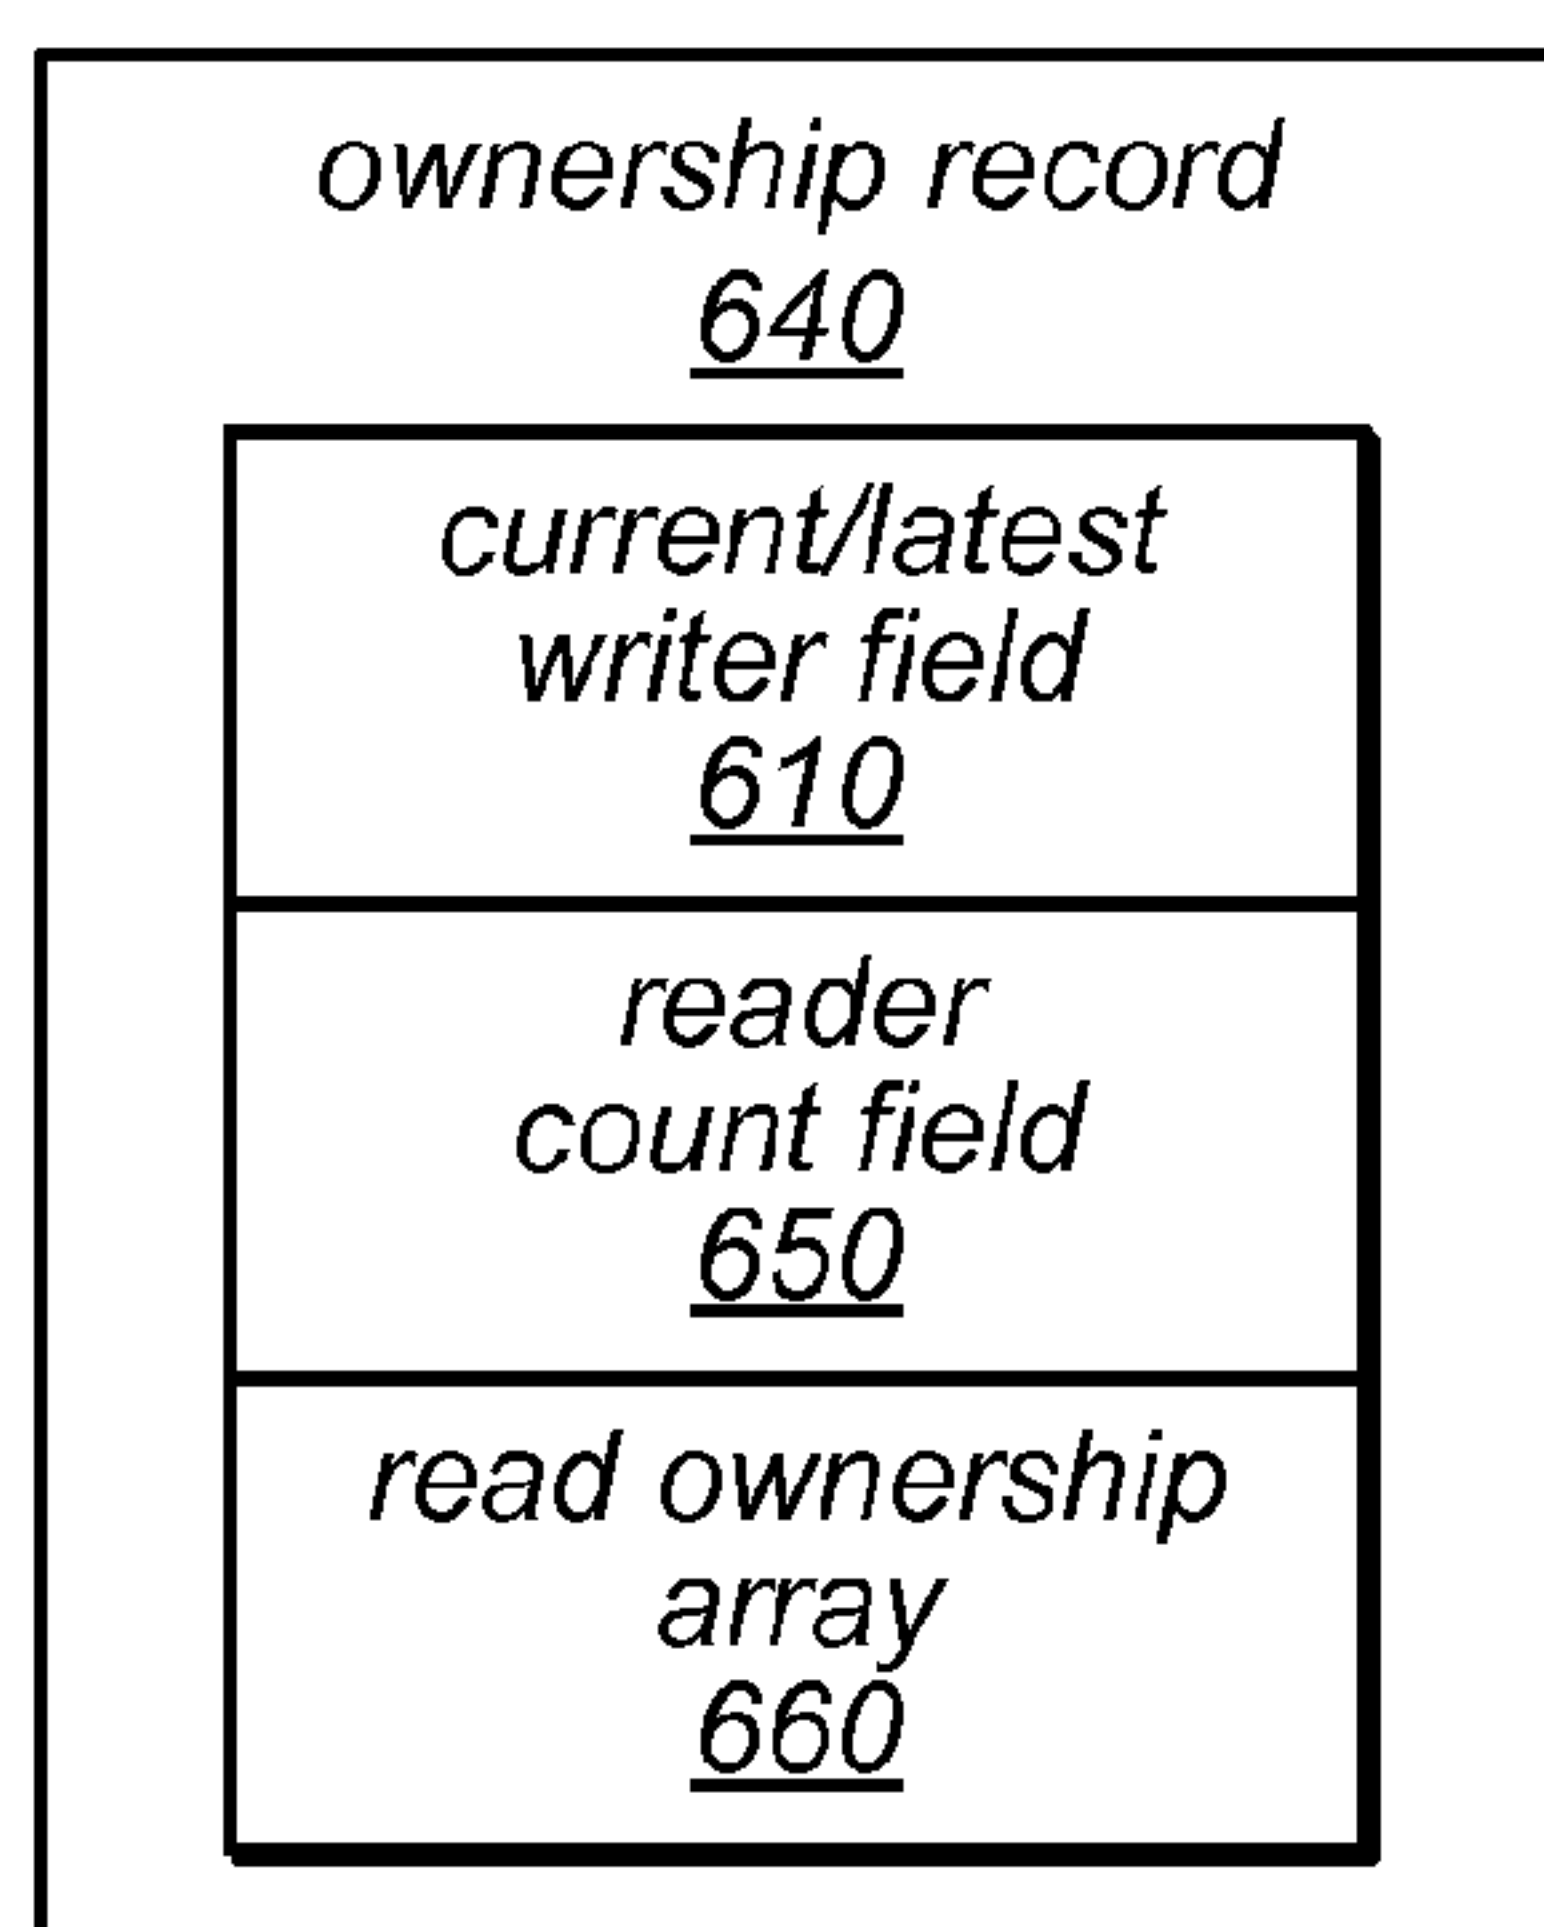 ownership record
640
current/latest
writer field
610
reader
count field
650
read ownership
array
660